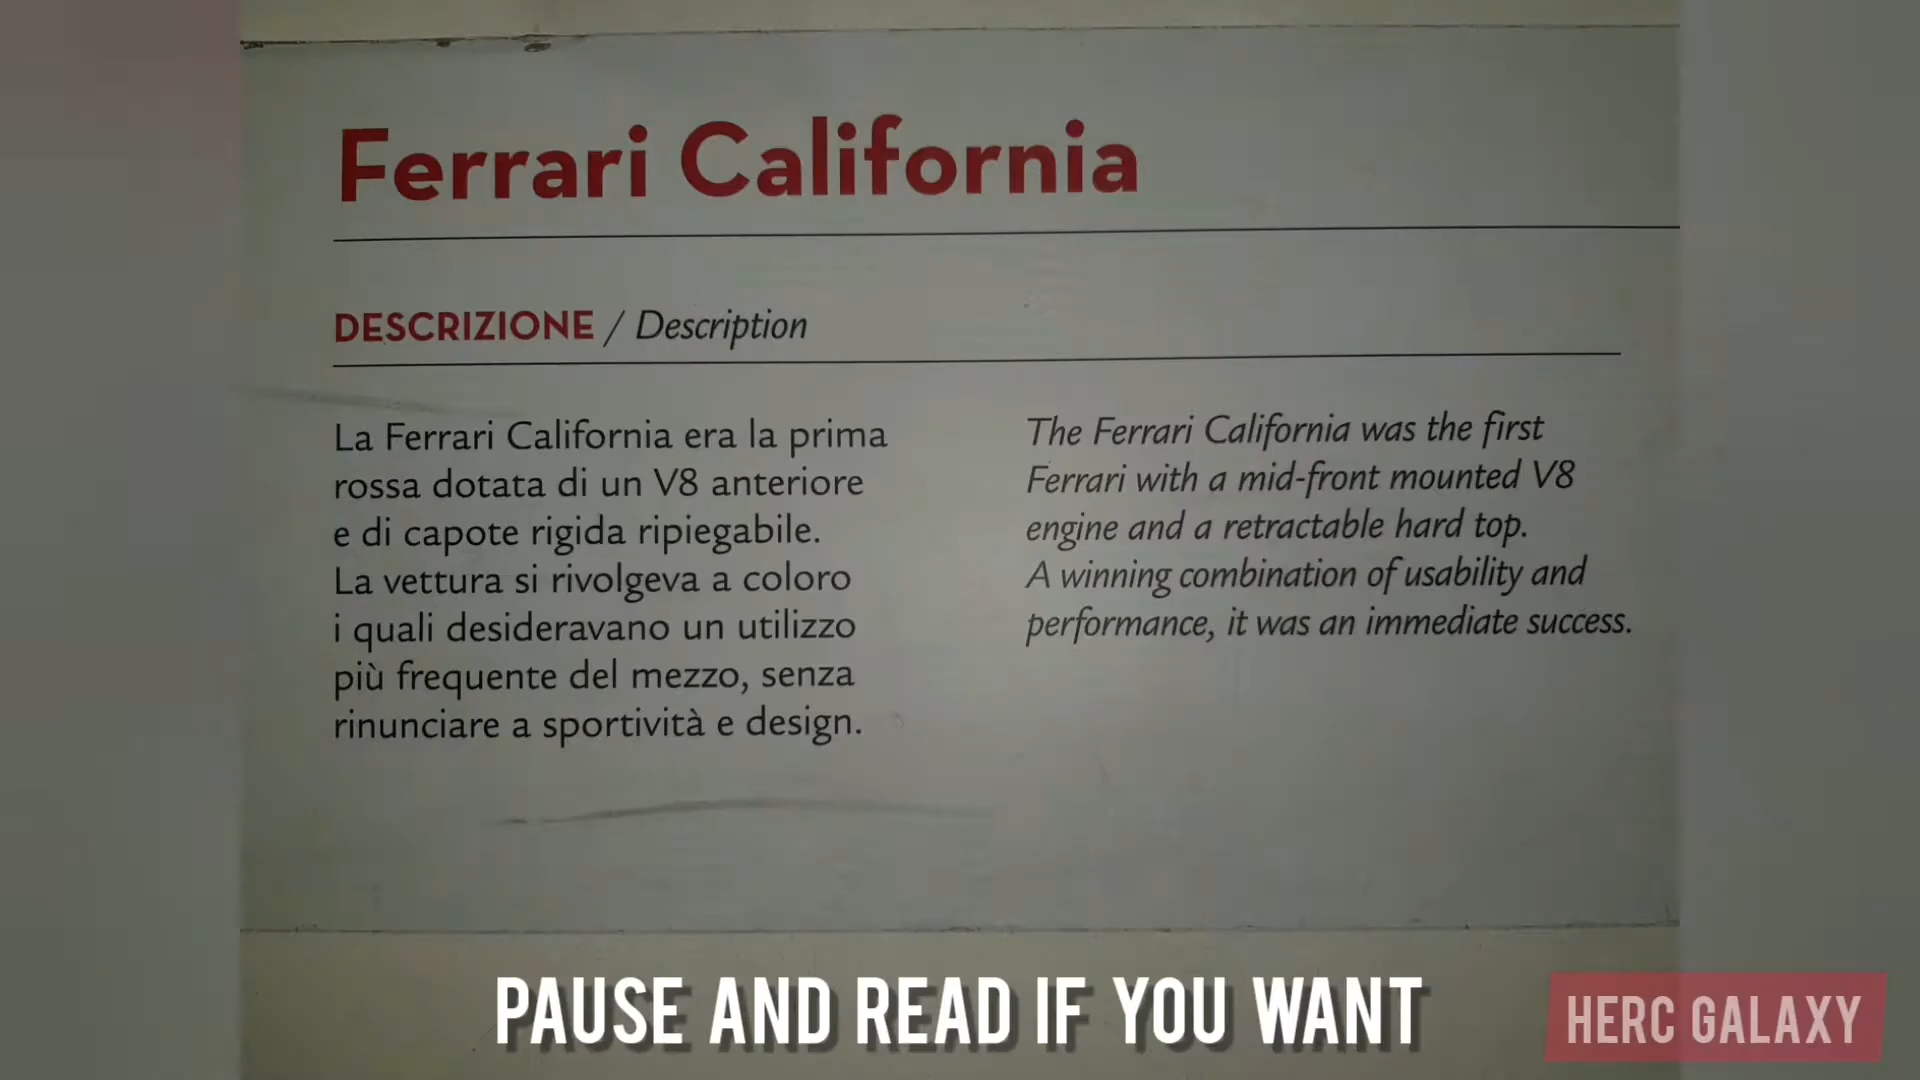 Ferrari California
DESCRIZIONE / Description
La Ferrari California era la prima
rossa dotata di un V8 anteriore
e di capote rigida ripiegabile.
La vettura si rivolgeva a coloro
i quali desideravano un utilizzo
più frequente del mezzo, senza
rinunciare a sportività e design.
The Ferrari California was the first
Ferrari with a mid-front mounted V8
engine and a retractable hard top.
A winning combination of usability and
performance, it was an immediate success.
PAUSE AND READ IF YOU WANT
HERC GALAXY